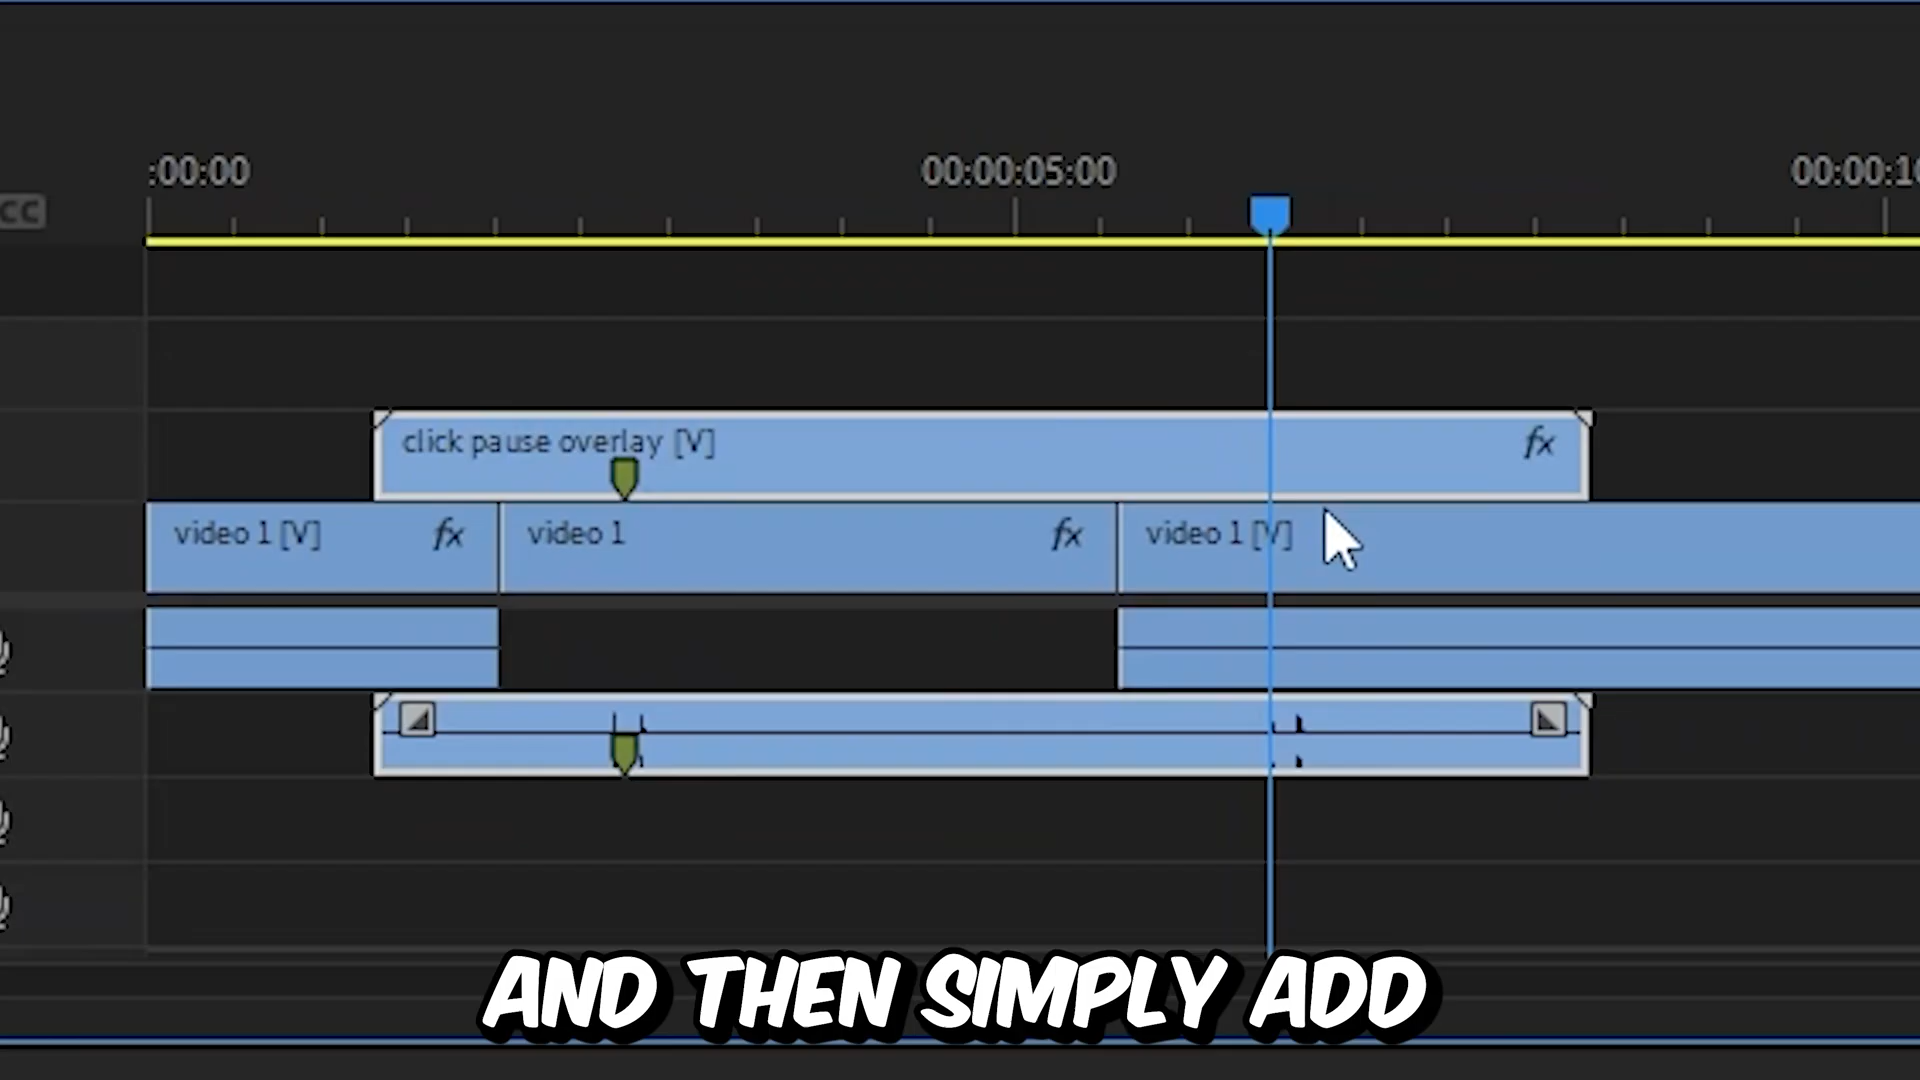 :00:00 00:00:05:00 00:00:10
CC
click pause overlay [V] fx
video 1 [V] fx video 1 fx video 1 [V]
AND THEN SIMPLY ADD